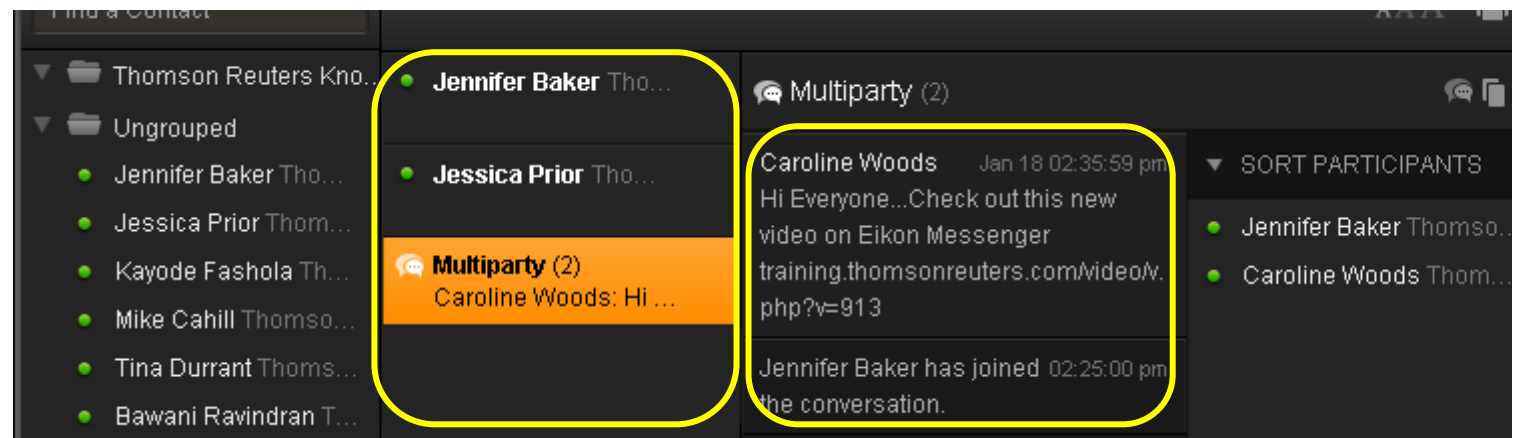 Find a Contact
A A A
Thomson Reuters Kno...
Ungrouped
Jennifer Baker Tho...
Jessica Prior Thom...
Kayode Fashola Th...
Mike Cahill Thomso...
Tina Durrant Thoms...
Bawani Ravindran T...
Jennifer Baker Tho...
Jessica Prior Tho...
Multiparty (2)
Caroline Woods: Hi ...
Multiparty (2)
Caroline Woods Jan 18 02:35:59 pm
Hi Everyone...Check out this new
video on Eikon Messenger
training.thomsonreuters.com/video/v.
php?v=913
Jennifer Baker has joined 02:25:00 pm
the conversation.
SORT PARTICIPANTS
Jennifer Baker Thomso...
Caroline Woods Thom...